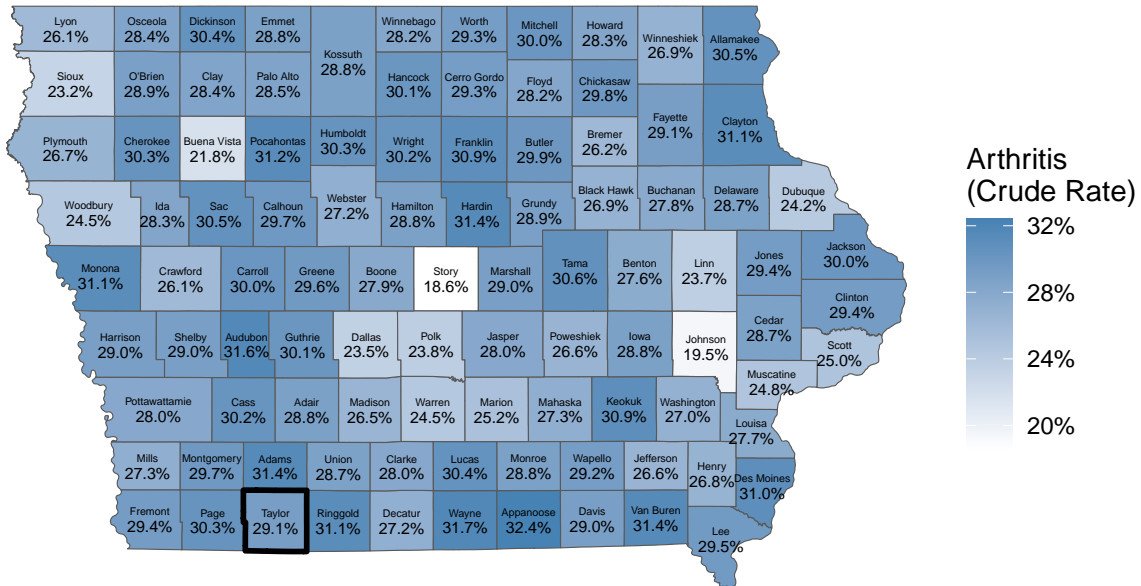 Lyon Osceola Dickinson Emmet Winnebago Worth Mitchell Howard Winneshiek Allamakee
26.1% 28.4% 30.4% 28.8% 28.2% 29.3% 30.0% 28.3% 26.9% 30.5%
Kossuth
28.8%
Sioux O'Brien Clay Palo Alto Hancock Cerro Gordo Floyd Chickasaw
23.2% 28.9% 28.4% 28.5% 30.1% 29.3% 28.2% 29.8%
Fayette Clayton
29.1% 31.1%
Plymouth Cherokee Buena Vista Pocahontas Humboldt Wright Franklin Butler Bremer
26.7% 30.3% 21.8% 31.2% 30.3% 30.2% 30.9% 29.9% 26.2%
Arthritis
(Crude Rate)
32%
28%
24%
20%
Woodbury Ida Sac Calhoun Webster Hamilton Hardin Grundy Black Hawk Buchanan Delaware Dubuque
24.5% 28.3% 30.5% 29.7% 27.2% 28.8% 31.4% 28.9% 26.9% 27.8% 28.7% 24.2%
Monona Crawford Carroll Greene Boone Story Marshall Tama Benton Linn Jones Jackson
31.1% 26.1% 30.0% 29.6% 27.9% 18.6% 29.0% 30.6% 27.6% 23.7% 29.4% 30.0%
Clinton
29.4%
Harrison Shelby Audubon Guthrie Dallas Polk Jasper Poweshiek Iowa Johnson Cedar Scott
29.0% 29.0% 31.6% 30.1% 23.5% 23.8% 28.0% 26.6% 28.8% 19.5% 28.7% 25.0%
Muscatine
24.8%
Pottawattamie Cass Adair Madison Warren Marion Mahaska Keokuk Washington Louisa
28.0% 30.2% 28.8% 26.5% 24.5% 25.2% 27.3% 30.9% 27.0% 27.7%
Mills Montgomery Adams Union Clarke Lucas Monroe Wapello Jefferson Henry Des Moines
27.3% 29.7% 31.4% 28.7% 28.0% 30.4% 28.8% 29.2% 26.6% 26.8% 31.0%
Fremont Page Taylor Ringgold Decatur Wayne Appanoose Davis Van Buren Lee
29.4% 30.3% 29.1% 31.1% 27.2% 31.7% 32.4% 29.0% 31.4% 29.5%